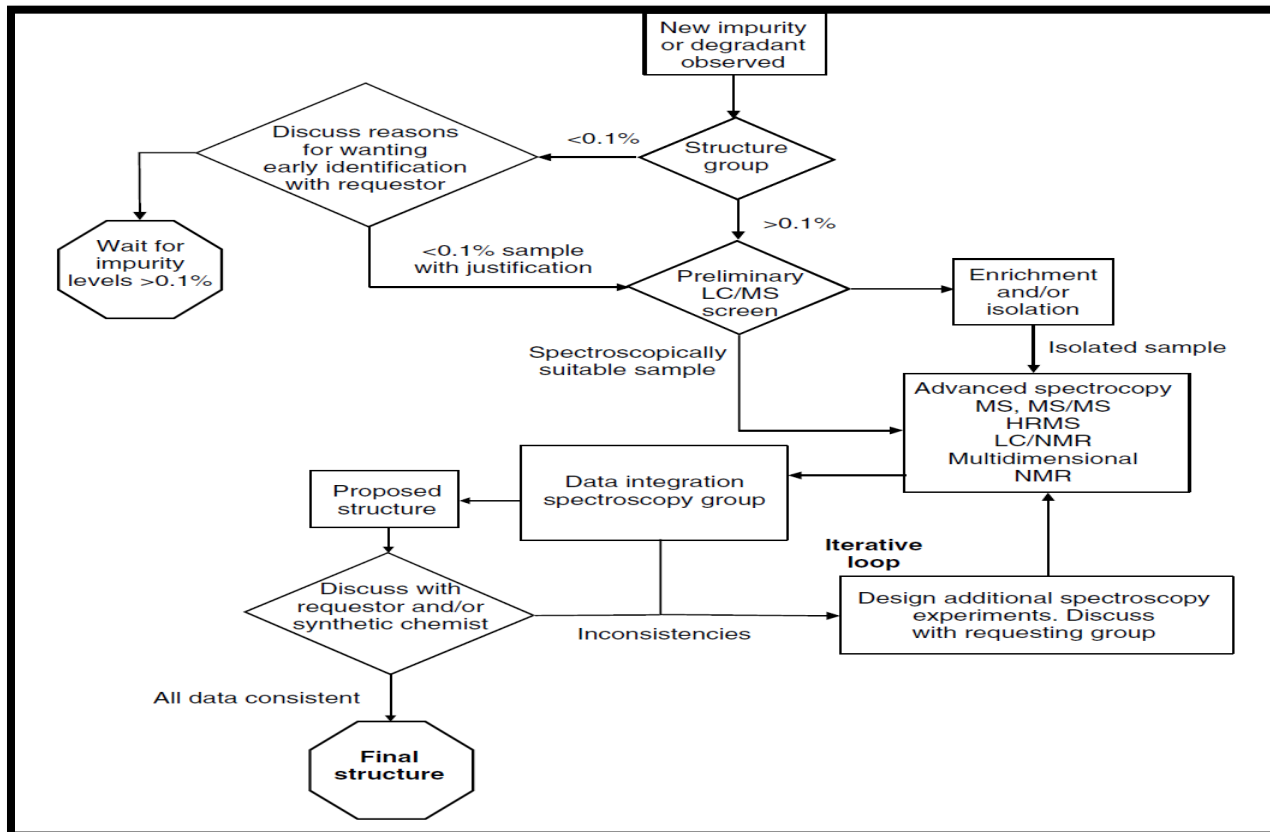 New impurity
or degradant
observed
<0.1%
Structure
group
Discuss reasons
for wanting
early identification
with requestor
>0.1%
Wait for
impurity
levels >0.1%
<0.1% sample
with justification
Preliminary
LC/MS
screen
Enrichment
and/or
isolation
Spectroscopically
suitable sample
Isolated sample
Advanced spectrocopy
MS, MS/MS
HRMS
LC/NMR
Multidimensional
NMR
Data integration
spectroscopy group
Proposed
structure
Iterative
loop
Discuss with
requestor and/or
synthetic chemist
Inconsistencies
Design additional spectroscopy
experiments. Discuss
with requesting group
All data consistent
Final
structure